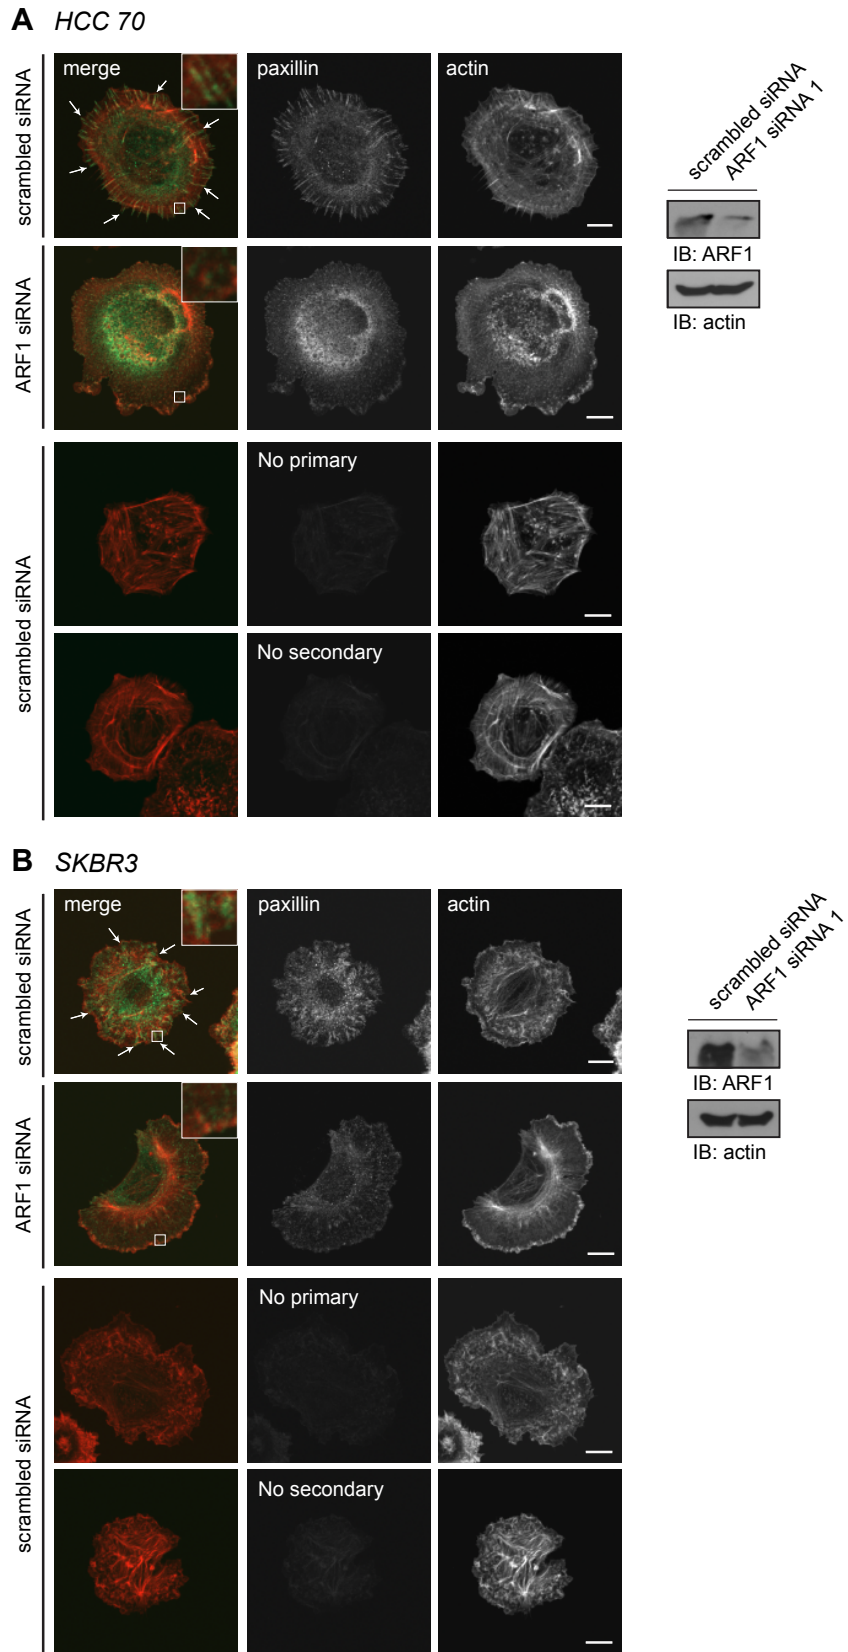 A HCC 70
scrambled siRNA
merge
paxillin
actin
scrambled siRNA
ARF1 siRNA 1
IB: ARF1
IB: actin
ARF1 siRNA
scrambled siRNA
No primary
No secondary
B SKBR3
scrambled siRNA
merge
paxillin
actin
scrambled siRNA
ARF1 siRNA 1
IB: ARF1
IB: actin
ARF1 siRNA
scrambled siRNA
No primary
No secondary